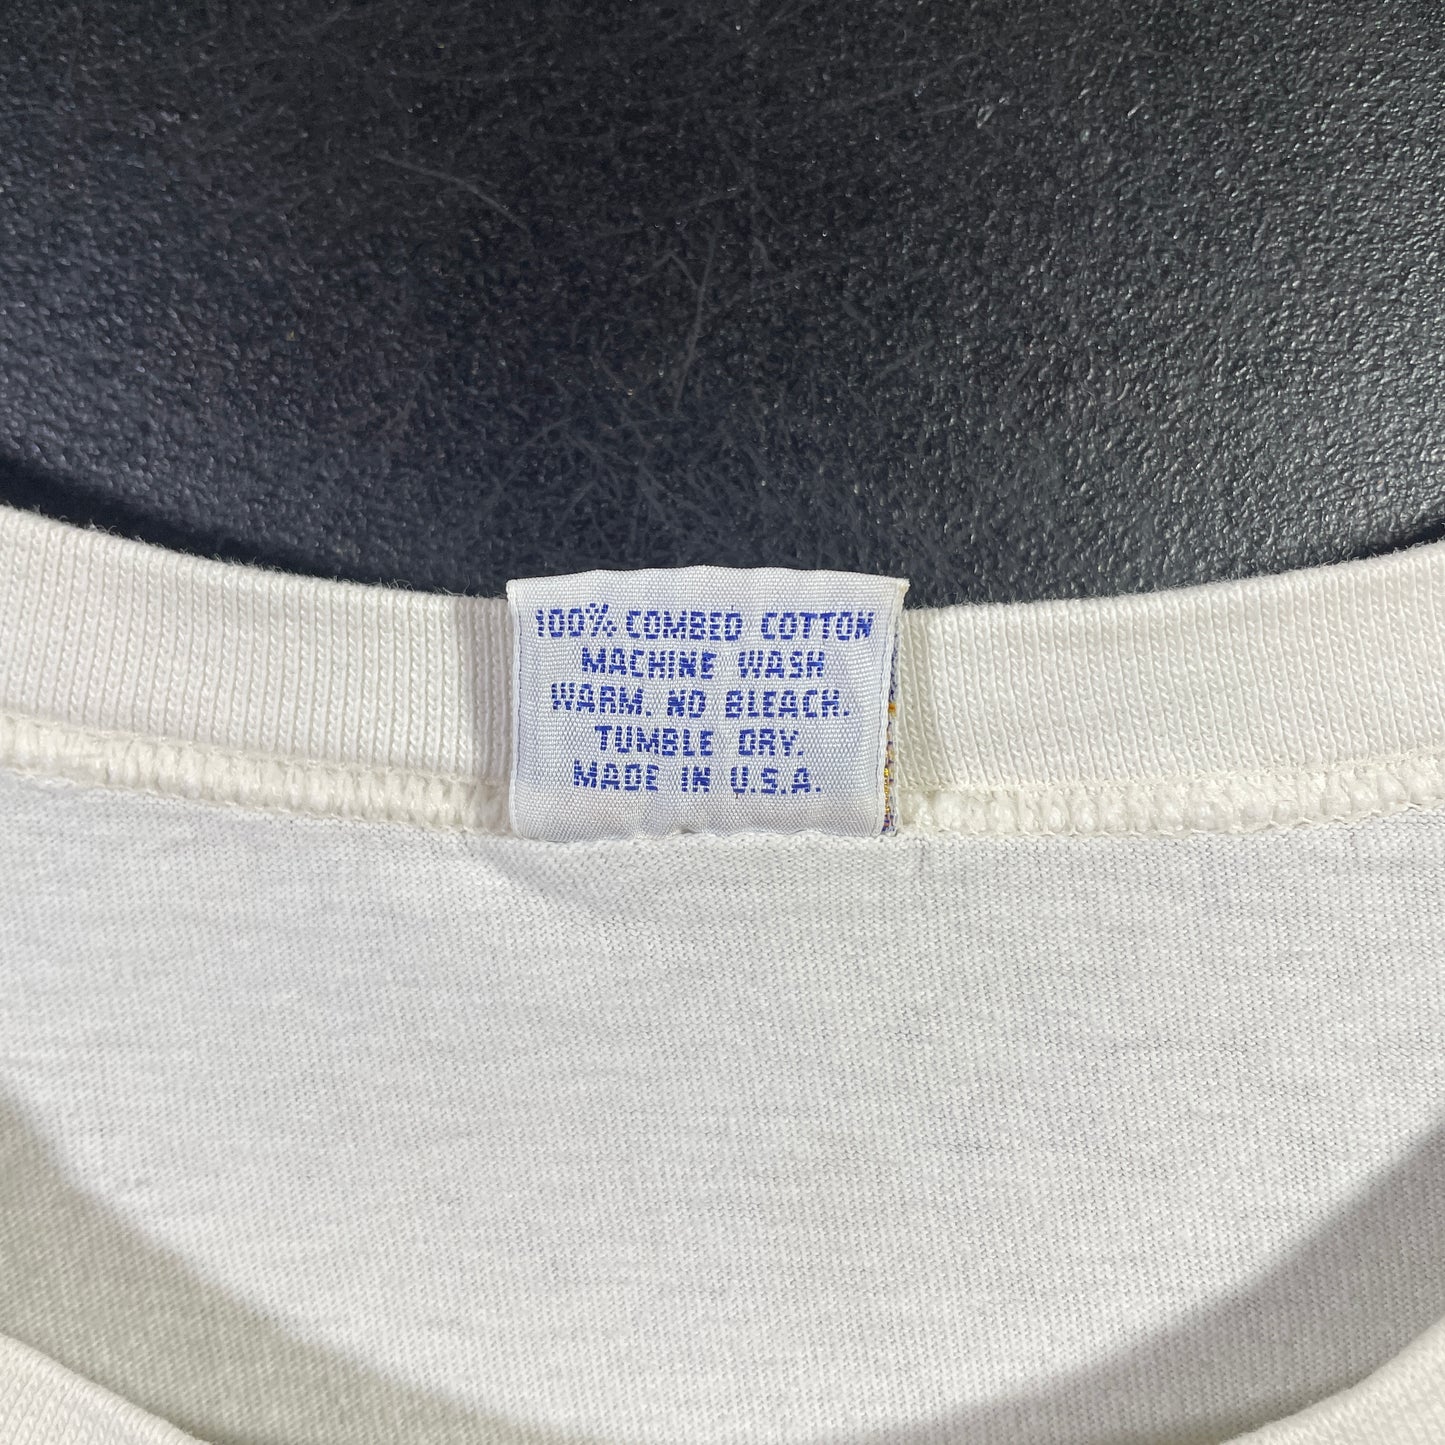 100% COMBED COTTON
MACHINE WASH
WARM. NO BLEACH.
TUMBLE DRY.
MADE IN U.S.A.